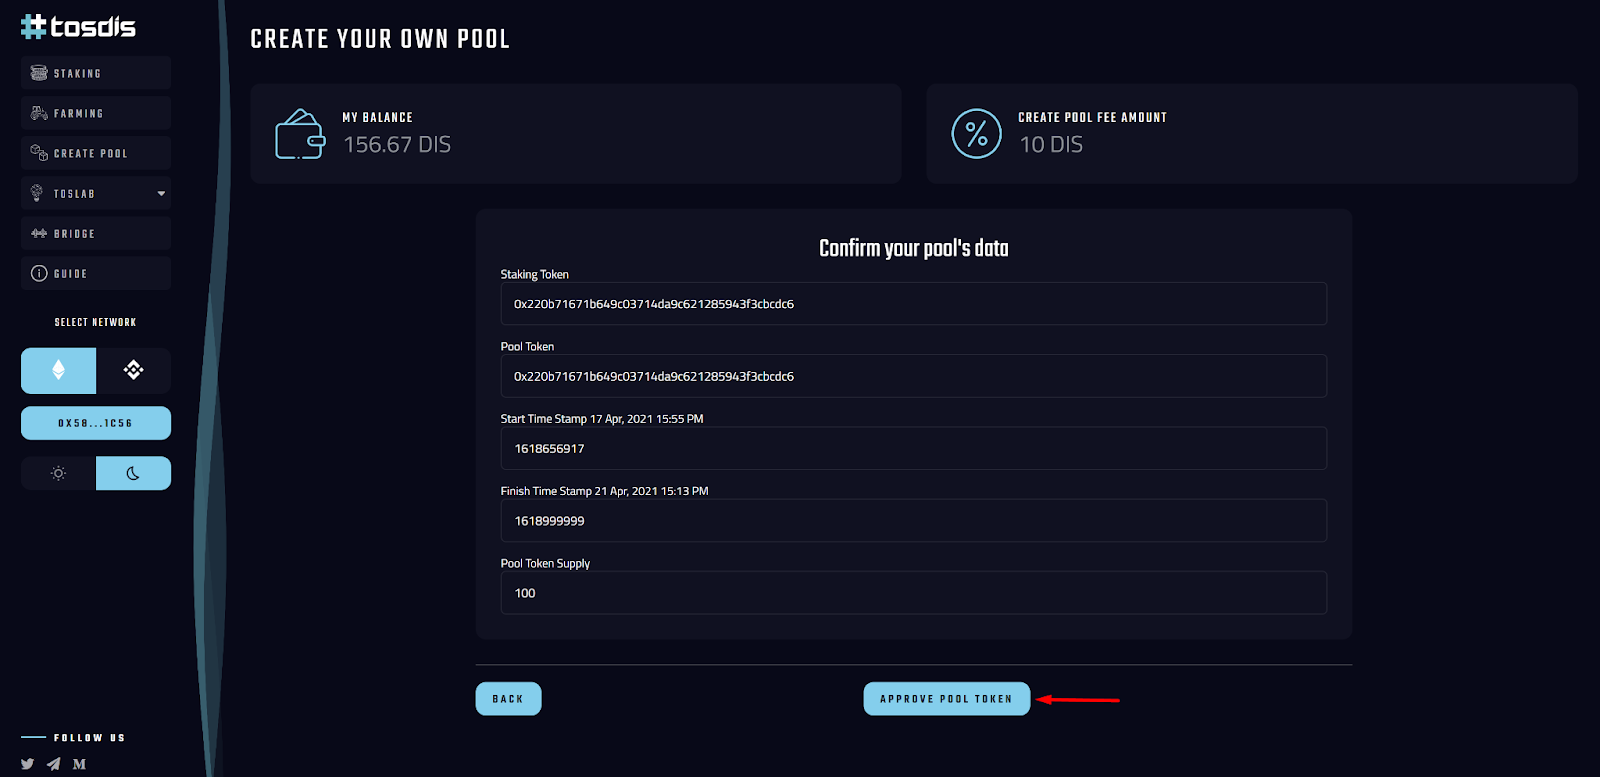 tosdis
STAKING
FARMING
CREATE POOL
TOSLAB
BRIDGE
GUIDE
SELECT NETWORK
0X58...1C56
FOLLOW US
CREATE YOUR OWN POOL
MY BALANCE
156.67 DIS
CREATE POOL FEE AMOUNT
10 DIS
Confirm your pool's data
Staking Token
0x220b71671b649c03714da9c621285943f3cbcdc6
Pool Token
0x220b71671b649c03714da9c621285943f3cbcdc6
Start Time Stamp 17 Apr, 2021 15:55 PM
1618656917
Finish Time Stamp 21 Apr, 2021 15:13 PM
1618999999
Pool Token Supply
100
BACK
APPROVE POOL TOKEN